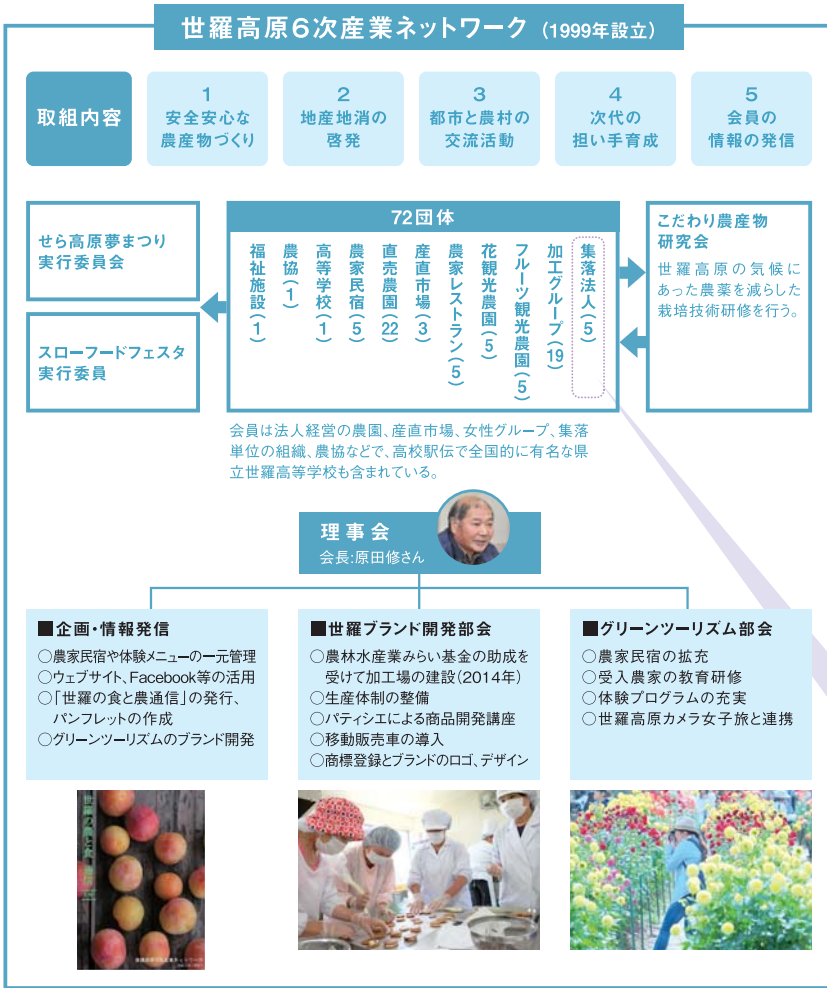 世羅高原6次産業ネットワーク（1999年設立）
取組内容
1
安全安心な
農産物づくり
2
地産地消の
啓発
3
都市と農村の
交流活動
4
次代の
担い手育成
5
会員の
情報の発信
せら高原夢まつり
実行委員会
スローフードフェスタ
実行委員
72団体
福祉施設(1)
農協(1)
高等学校(1)
農家民宿(5)
直売農園(22)
産直市場(3)
農家レストラン(5)
花観光農園(5)
フルーツ観光農園(5)
加工グループ(19)
集落法人(5)
こだわり農産物
研究会
世羅高原の気候に
あった農薬を減らした
栽培技術研修を行う。
会員は法人経営の農園、産直市場、女性グループ、集落
単位の組織、農協などで、高校駅伝で全国的に有名な県
立世羅高等学校も含まれている。
理事会
会長:原田修さん
■企画・情報発信
○農家民宿や体験メニューの一元管理
○ウェブサイト、Facebook等の活用
○「世羅の食と農通信」の発行、
パンフレットの作成
○グリーンツーリズムのブランド開発
■世羅ブランド開発部会
○農林水産業みらい基金の助成を
受けて加工場の建設(2014年)
○生産体制の整備
○パティシエによる商品開発講座
○移動販売車の導入
○商標登録とブランドのロゴ、デザイン
■グリーンツーリズム部会
○農家民宿の拡充
○受入農家の教育研修
○体験プログラムの充実
○世羅高原カメラ女子旅と連携
世羅の農と食